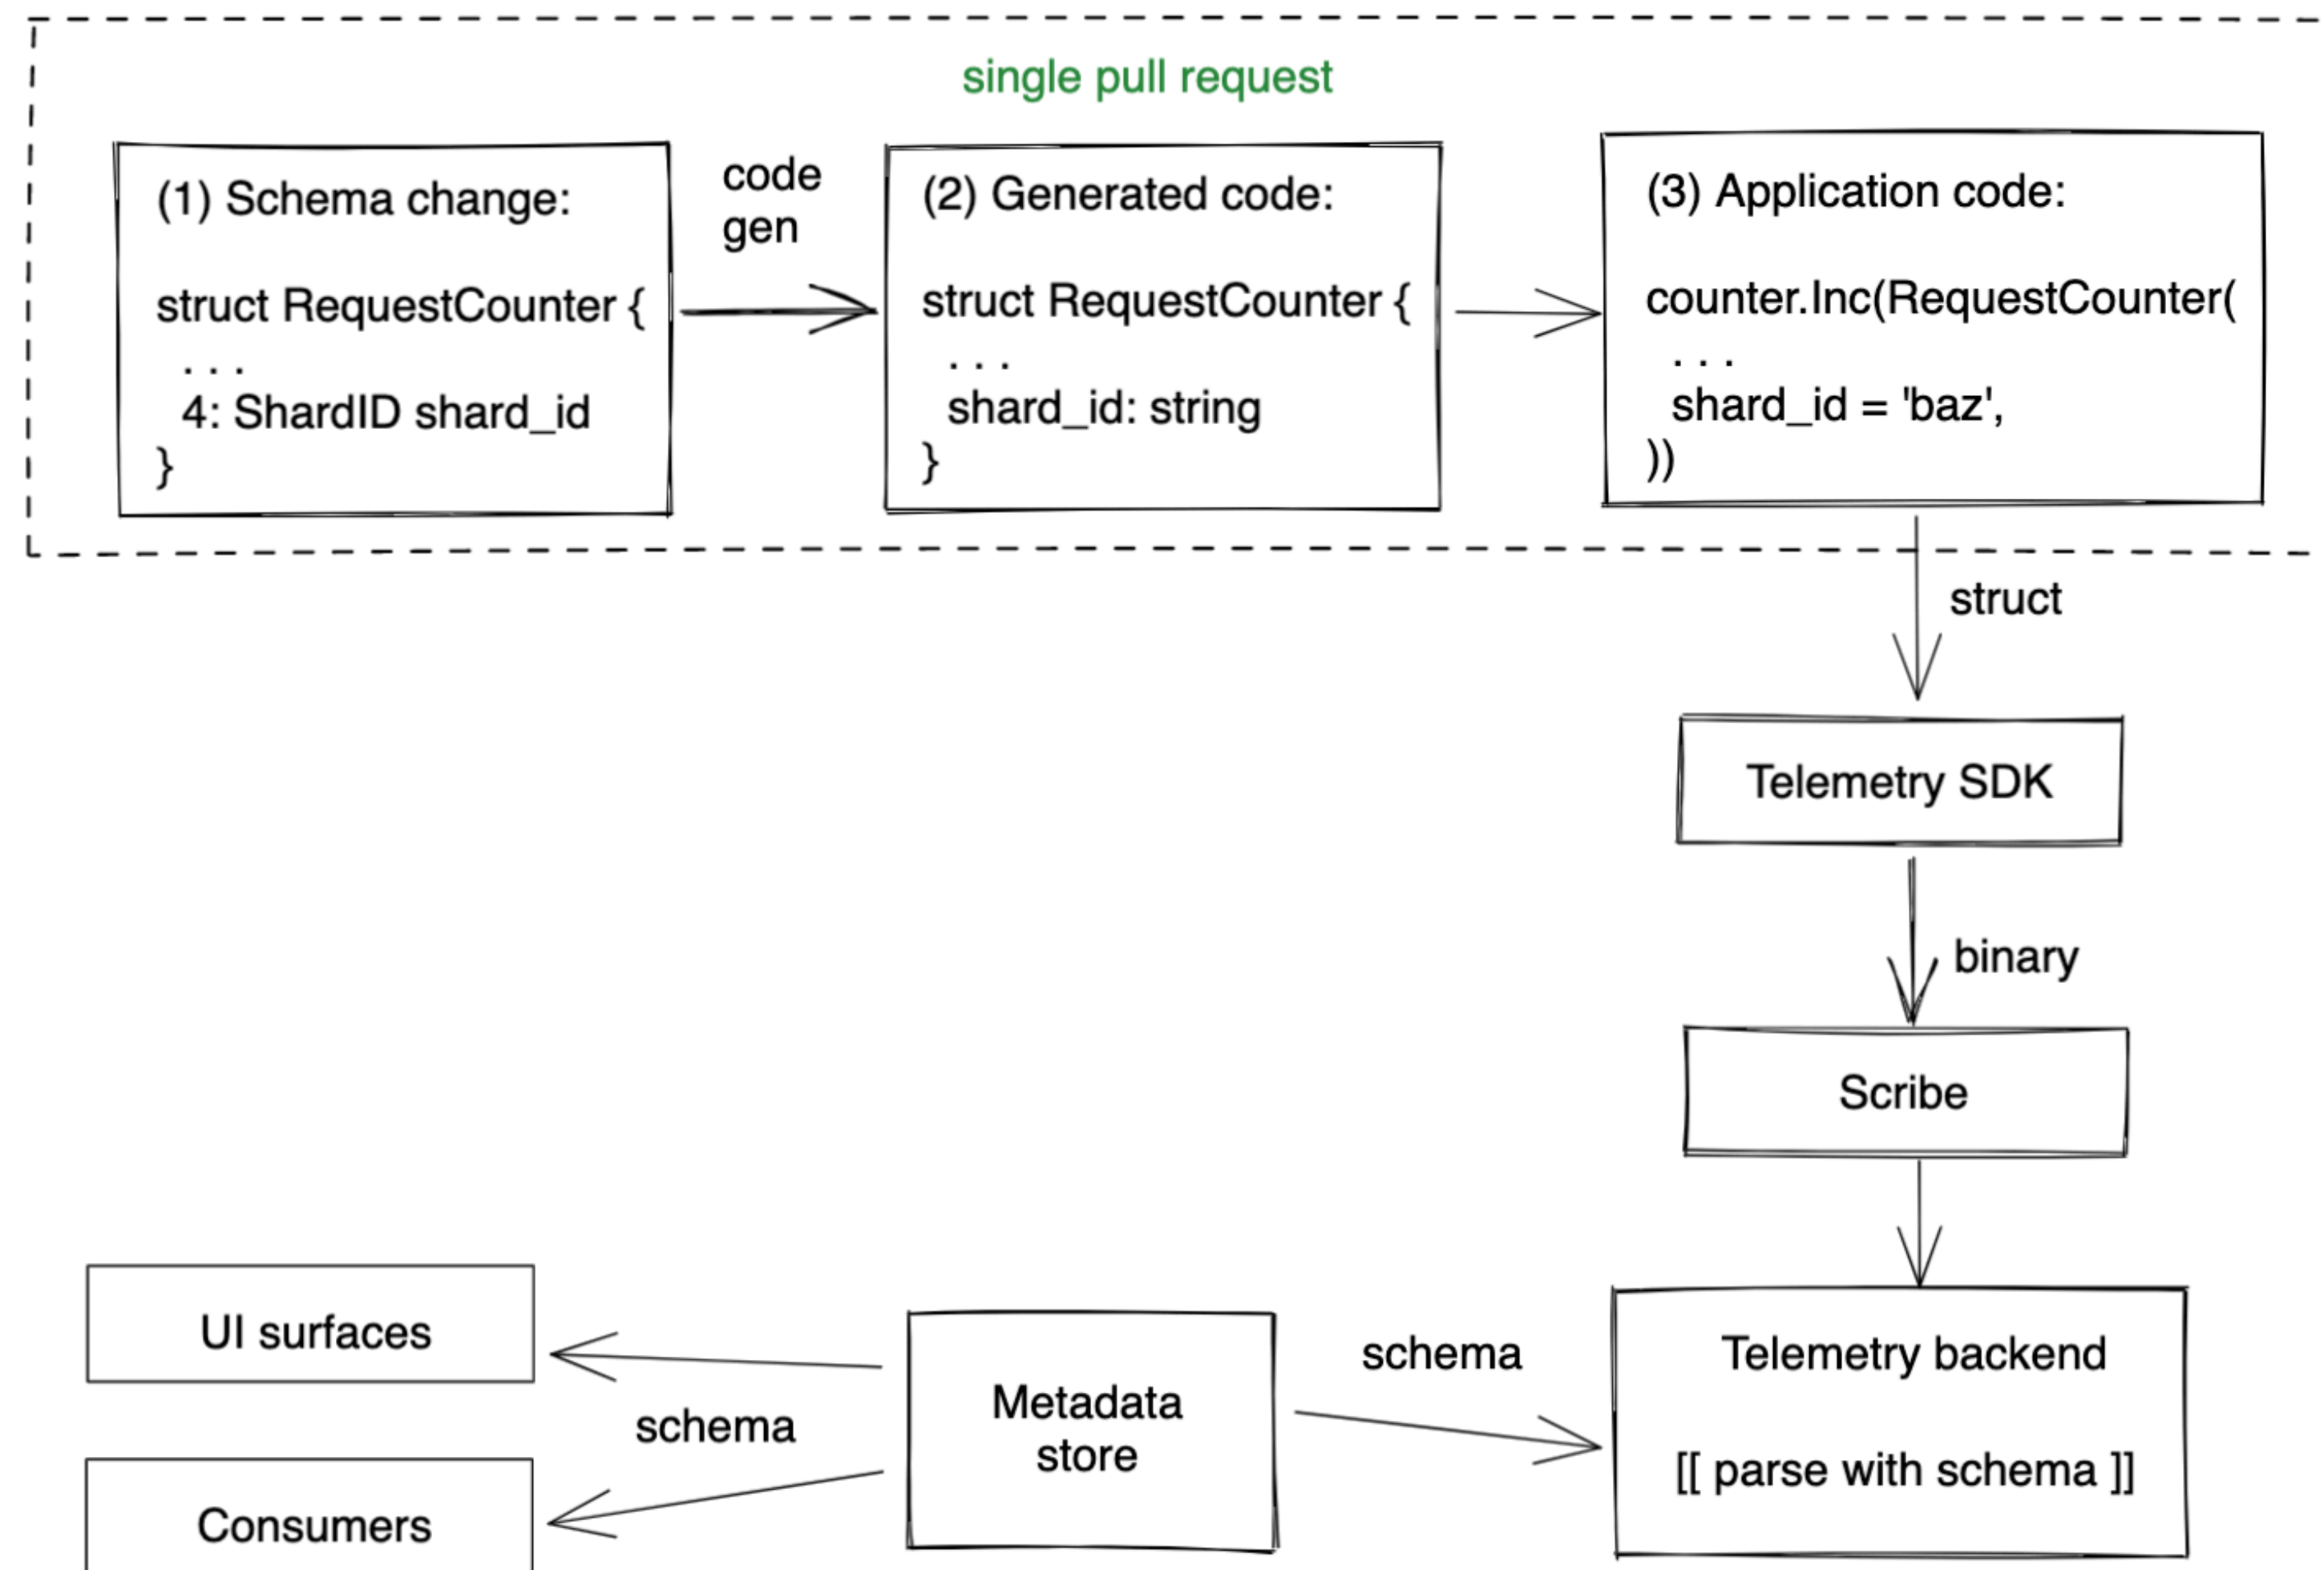 single pull request
(1) Schema change:
struct RequestCounter {
. . .
4: ShardID shard_id
}
code
gen
(2) Generated code:
struct RequestCounter {
. . .
shard_id: string
}
(3) Application code:
counter.Inc(RequestCounter(
. . .
shard_id = 'baz',
))
struct
Telemetry SDK
binary
Scribe
UI surfaces
schema
Consumers
Metadata
store
schema
Telemetry backend
[[ parse with schema ]]